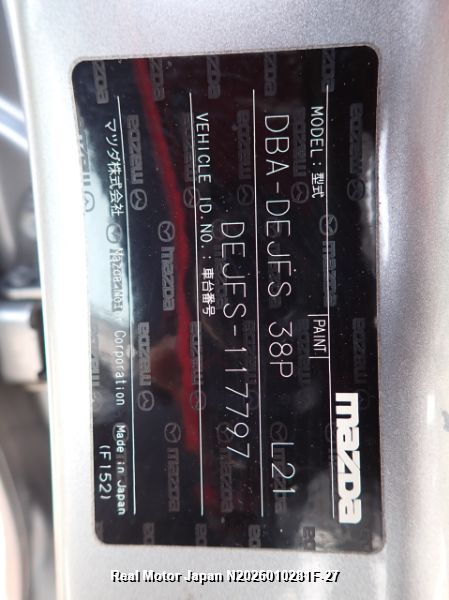 mazda
MODEL : 型式 PAINT
DBA-DEJFS 38P L21
VEHICLE ID.NO. : 車台番号
DEJFS-117797
マツダ株式会社 Mazda Motor Corporation Made in Japan
(F152)
Real Motor Japan N2025010281F-27